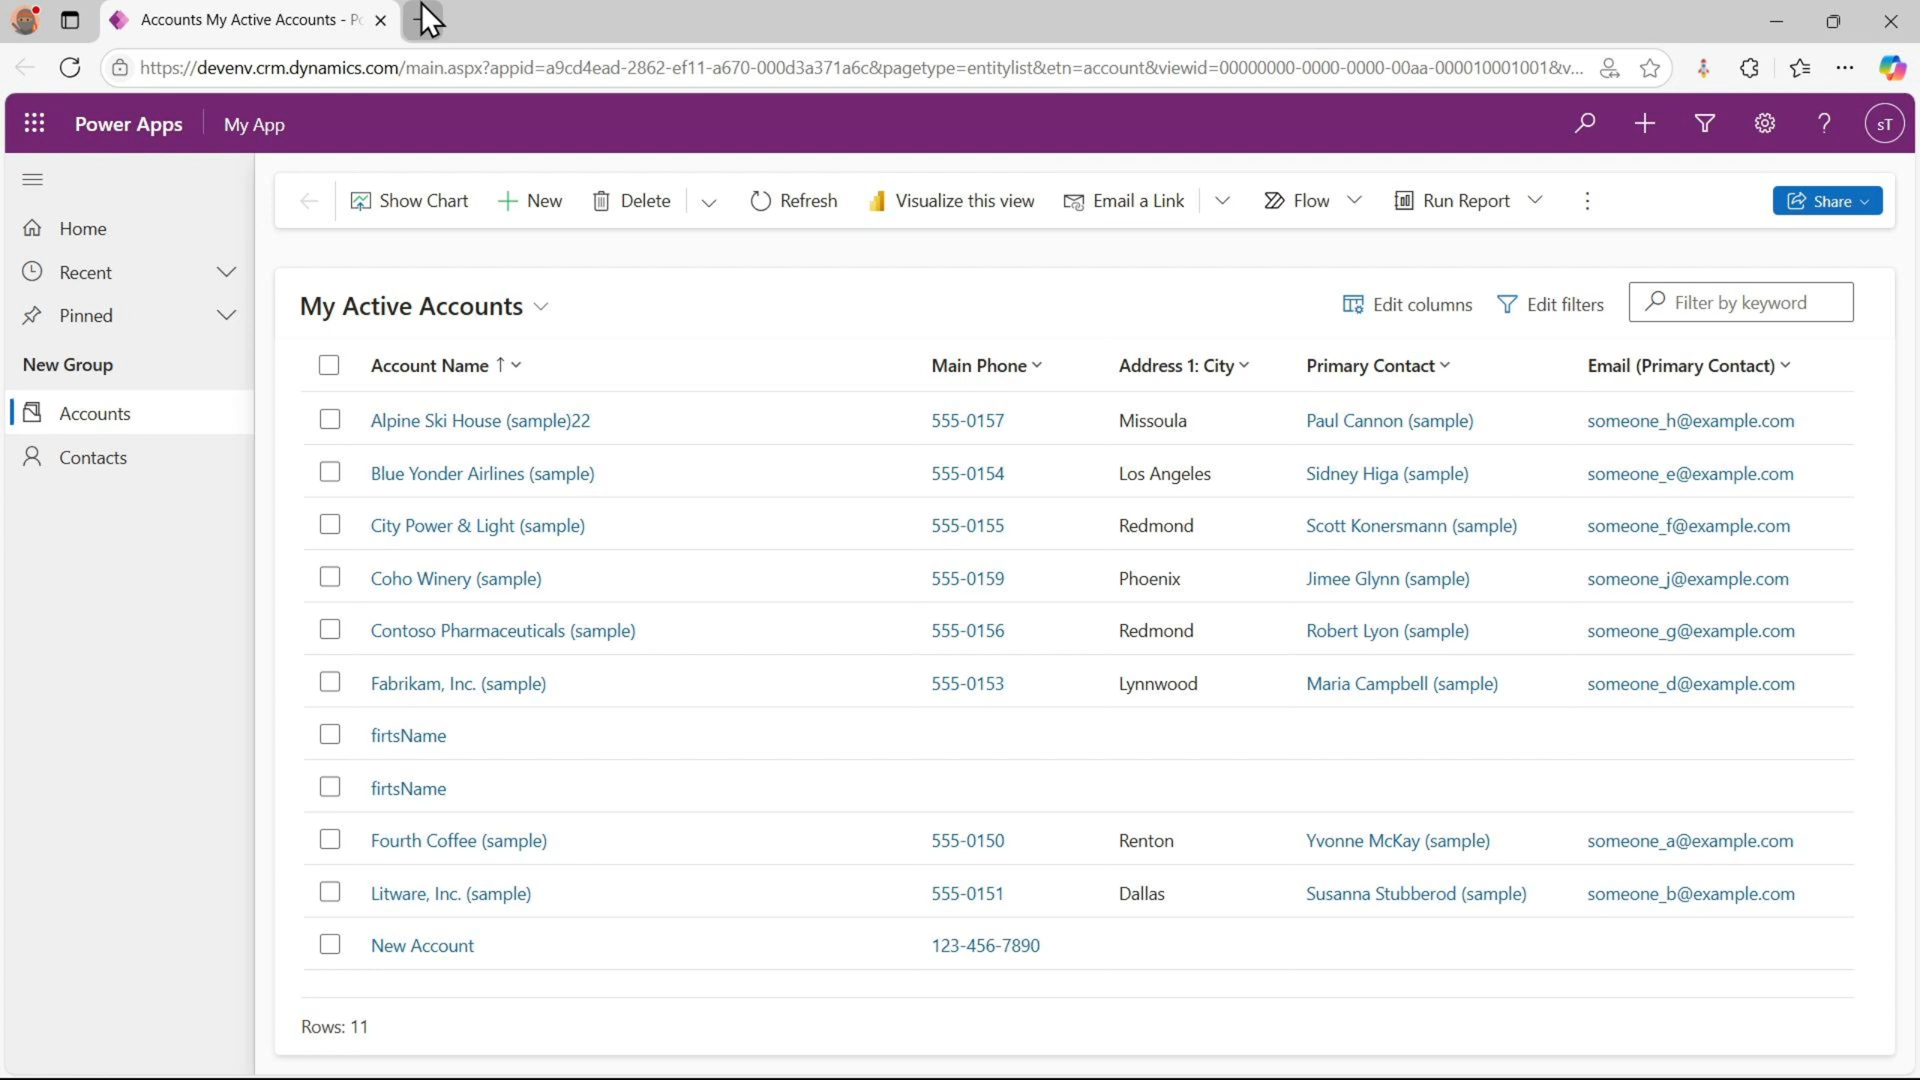 Accounts My Active Accounts - Po
https://devenv.crm.dynamics.com/main.aspx?appid=a9cd4ead-2862-ef11-a670-000d3a371a6c&pagetype=entitylist&etn=account&viewid=00000000-0000-0000-00aa-000010001001&v...
Power Apps My App sT
Show Chart New Delete Refresh Visualize this view Email a Link Flow Run Report Share
Home
Recent
Pinned
New Group
Accounts
Contacts
My Active Accounts Edit columns Edit filters Filter by keyword
Account Name Main Phone Address 1: City Primary Contact Email (Primary Contact)
Alpine Ski House (sample)22 555-0157 Missoula Paul Cannon (sample) someone_h@example.com
Blue Yonder Airlines (sample) 555-0154 Los Angeles Sidney Higa (sample) someone_e@example.com
City Power & Light (sample) 555-0155 Redmond Scott Konersmann (sample) someone_f@example.com
Coho Winery (sample) 555-0159 Phoenix Jimee Glynn (sample) someone_j@example.com
Contoso Pharmaceuticals (sample) 555-0156 Redmond Robert Lyon (sample) someone_g@example.com
Fabrikam, Inc. (sample) 555-0153 Lynnwood Maria Campbell (sample) someone_d@example.com
firtsName
firtsName
Fourth Coffee (sample) 555-0150 Renton Yvonne McKay (sample) someone_a@example.com
Litware, Inc. (sample) 555-0151 Dallas Susanna Stubberod (sample) someone_b@example.com
New Account 123-456-7890
Rows: 11